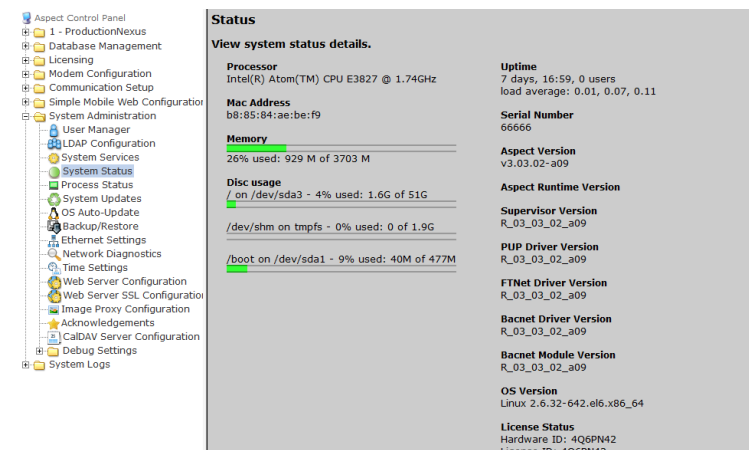 Aspect Control Panel
1 - ProductionNexus
Database Management
Licensing
Modem Configuration
Communication Setup
Simple Mobile Web Configuration
System Administration
User Manager
LDAP Configuration
System Services
System Status
Process Status
System Updates
OS Auto-Update
Backup/Restore
Ethernet Settings
Network Diagnostics
Time Settings
Web Server Configuration
Web Server SSL Configuration
Image Proxy Configuration
Acknowledgements
CalDAV Server Configuration
Debug Settings
System Logs
Status
View system status details.
Processor
Intel(R) Atom(TM) CPU E3827 @ 1.74GHz
Mac Address
b8:85:84:ae:be:f9
Memory
26% used: 929 M of 3703 M
Disc usage
/ on /dev/sda3 - 4% used: 1.6G of 51G
/dev/shm on tmpfs - 0% used: 0 of 1.9G
/boot on /dev/sda1 - 9% used: 40M of 477M
Uptime
7 days, 16:59, 0 users
load average: 0.01, 0.07, 0.11
Serial Number
66666
Aspect Version
v3.03.02-a09
Aspect Runtime Version
Supervisor Version
R_03_03_02_a09
PUP Driver Version
R_03_03_02_a09
FTNet Driver Version
R_03_03_02_a09
Bacnet Driver Version
R_03_03_02_a09
Bacnet Module Version
R_03_03_02_a09
OS Version
Linux 2.6.32-642.el6.x86_64
License Status
Hardware ID: 4Q6PN42
License ID: 4Q6PN42